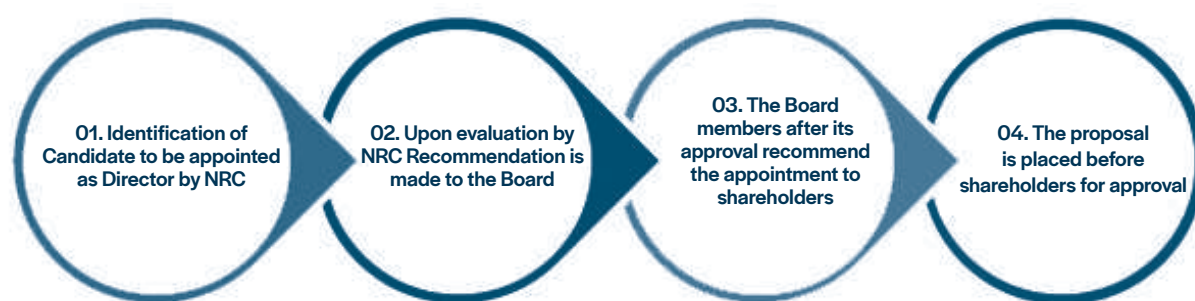 01. Identification of
Candidate to be appointed
as Director by NRC
02. Upon evaluation by
NRC Recommendation is
made to the Board
03. The Board
members after its
approval recommend
the appointment to
shareholders
04. The proposal
is placed before
shareholders for approval